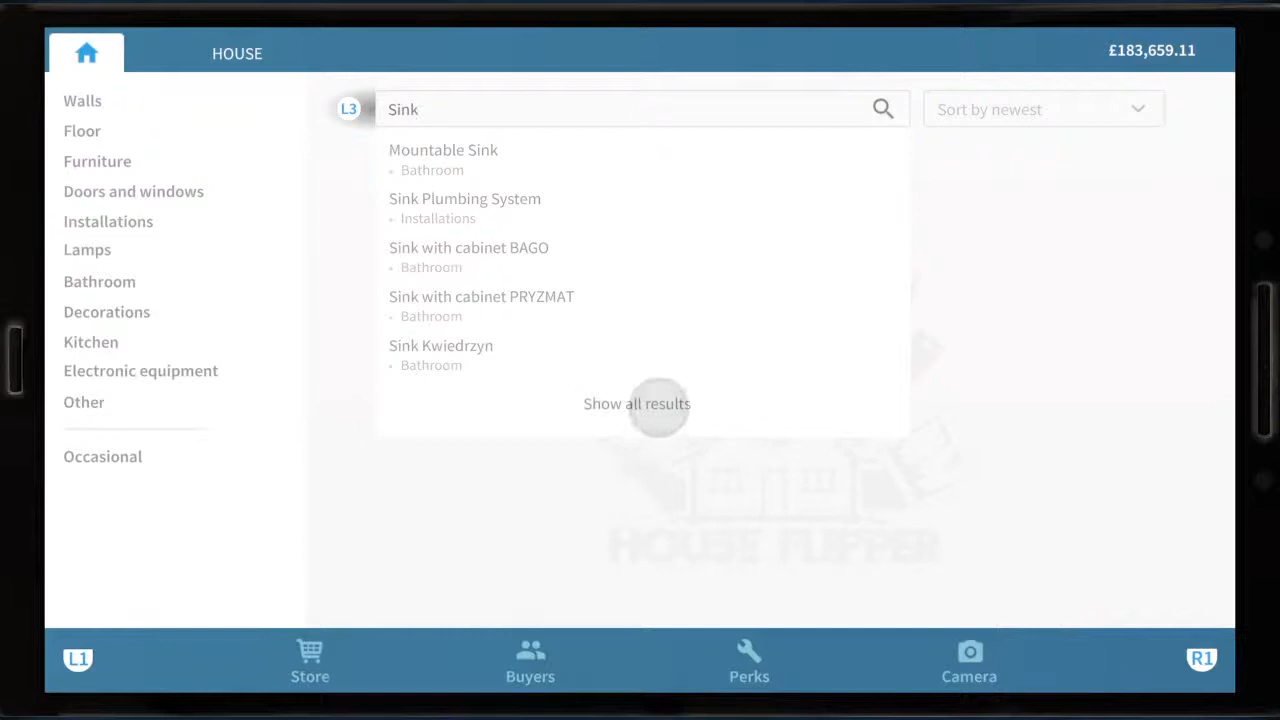 HOUSE
£183,659.11
Walls
Floor
Furniture
Doors and windows
Installations
Lamps
Bathroom
Decorations
Kitchen
Electronic equipment
Other
Occasional
L3
Sink
Sort by newest
Mountable Sink
Bathroom
Sink Plumbing System
Installations
Sink with cabinet BAGO
Bathroom
Sink with cabinet PRYZMAT
Bathroom
Sink Kwiedrzyn
Bathroom
Show all results
HOUSE FLIPPER
L1
Store
Buyers
Perks
Camera
R1